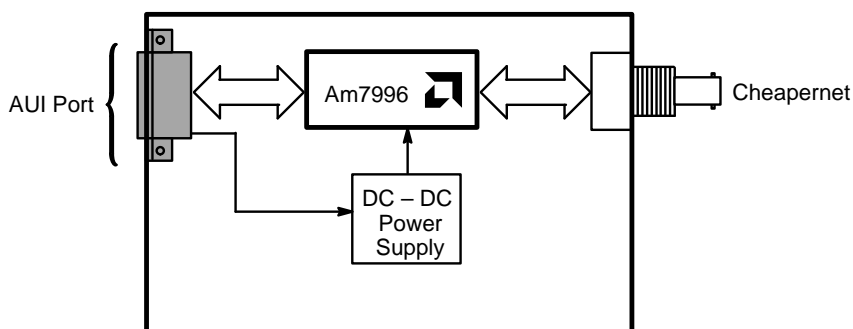 AUI Port
Am7996
Cheapernet
DC – DC
Power
Supply